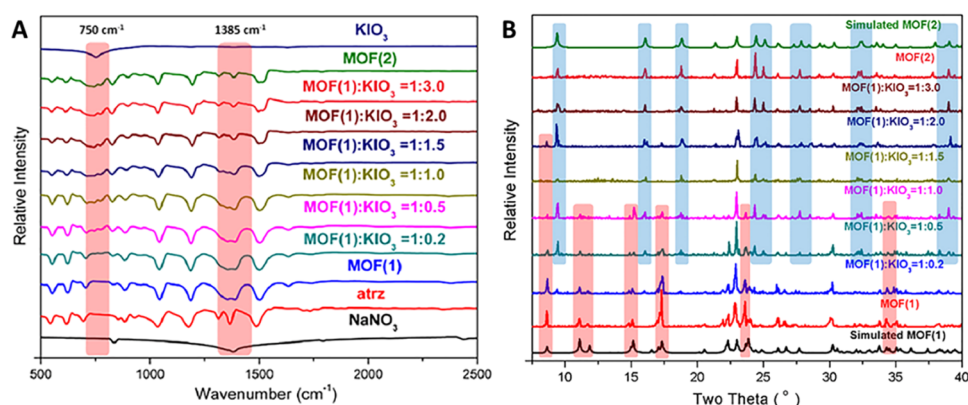 A
750 cm⁻¹
1385 cm⁻¹
KIO₃
MOF(2)
MOF(1):KIO₃ =1:3.0
MOF(1):KIO₃ =1:2.0
MOF(1):KIO₃ =1:1.5
MOF(1):KIO₃ =1:1.0
MOF(1):KIO₃ =1:0.5
MOF(1):KIO₃ =1:0.2
MOF(1)
atrz
NaNO₃
Relative Intensity
500 1000 1500 2000 2500
Wavenumber (cm⁻¹)
B
Simulated MOF(2)
MOF(2)
MOF(1):KIO₃=1:3.0
MOF(1):KIO₃=1:2.0
MOF(1):KIO₃=1:1.5
MOF(1):KIO₃=1:1.0
MOF(1):KIO₃=1:0.5
MOF(1):KIO₃=1:0.2
MOF(1)
Simulated MOF(1)
Relative Intensity
10 15 20 25 30 35 40
Two Theta (°)